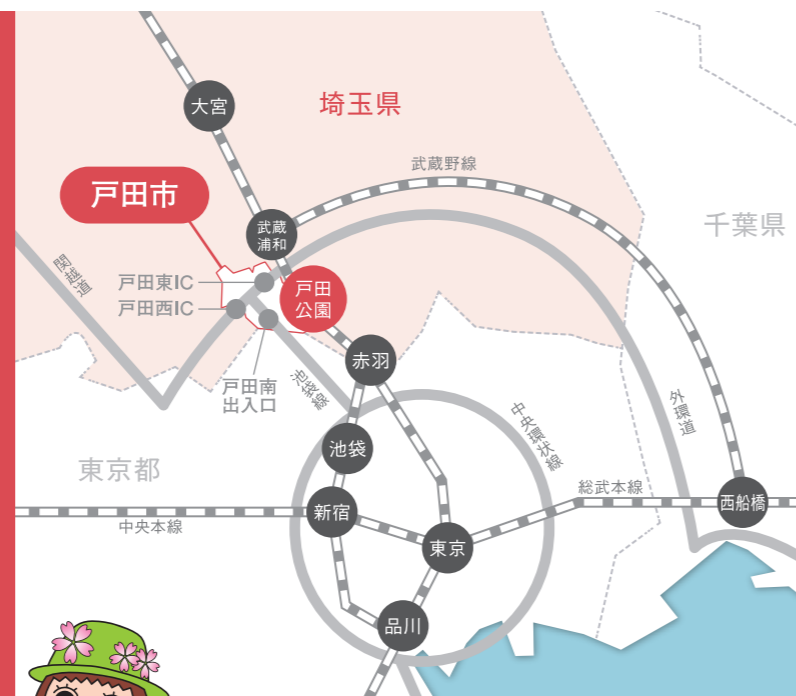 大宮
埼玉県
武蔵野線
戸田市
千葉県
武蔵
浦和
関越道
戸田東IC
戸田西IC
戸田
公園
赤羽
戸田南
出入口
池袋線
中央環状線
外環道
池袋
東京都
総武本線
西船橋
新宿
中央本線
東京
品川